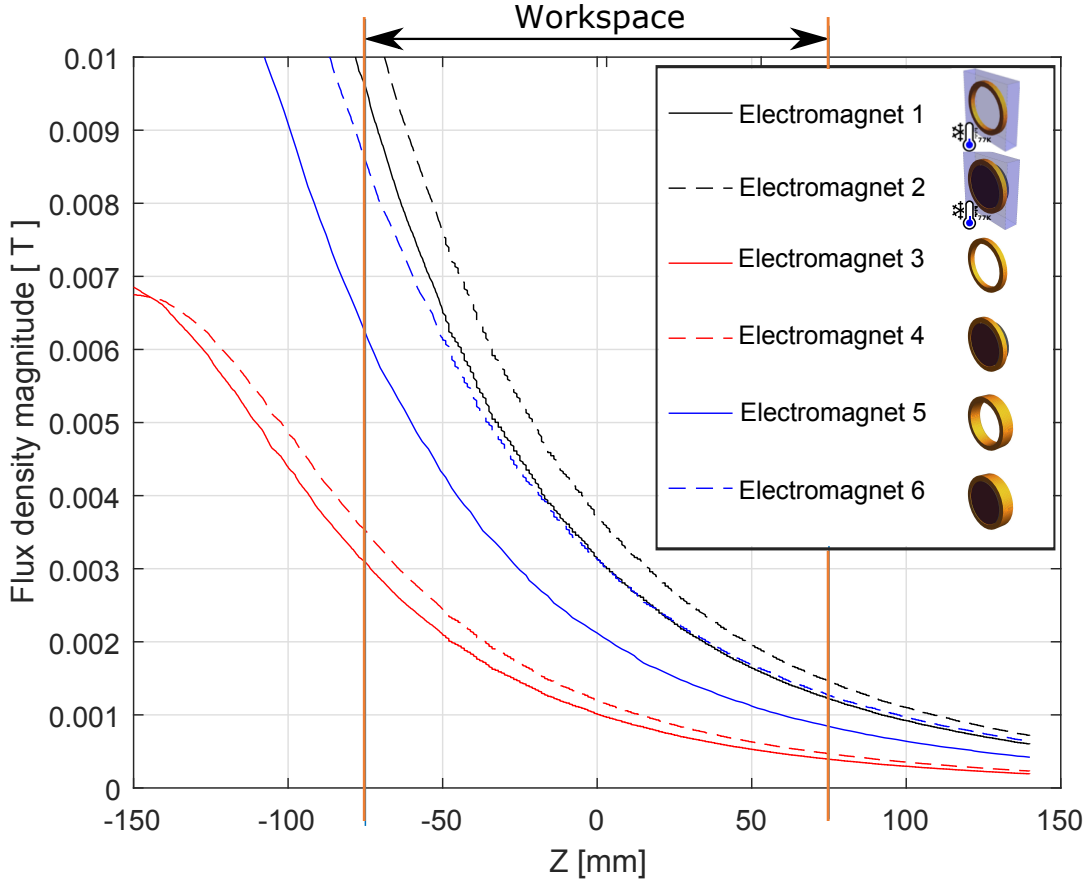 Workspace
0.01
0.009
0.008
0.007
0.006
0.005
0.004
0.003
0.002
0.001
0
Flux density magnitude [ T ]
Electromagnet 1
77K
Electromagnet 2
77K
Electromagnet 3
Electromagnet 4
Electromagnet 5
Electromagnet 6
-150 -100 -50 0 50 100 150
Z [mm]